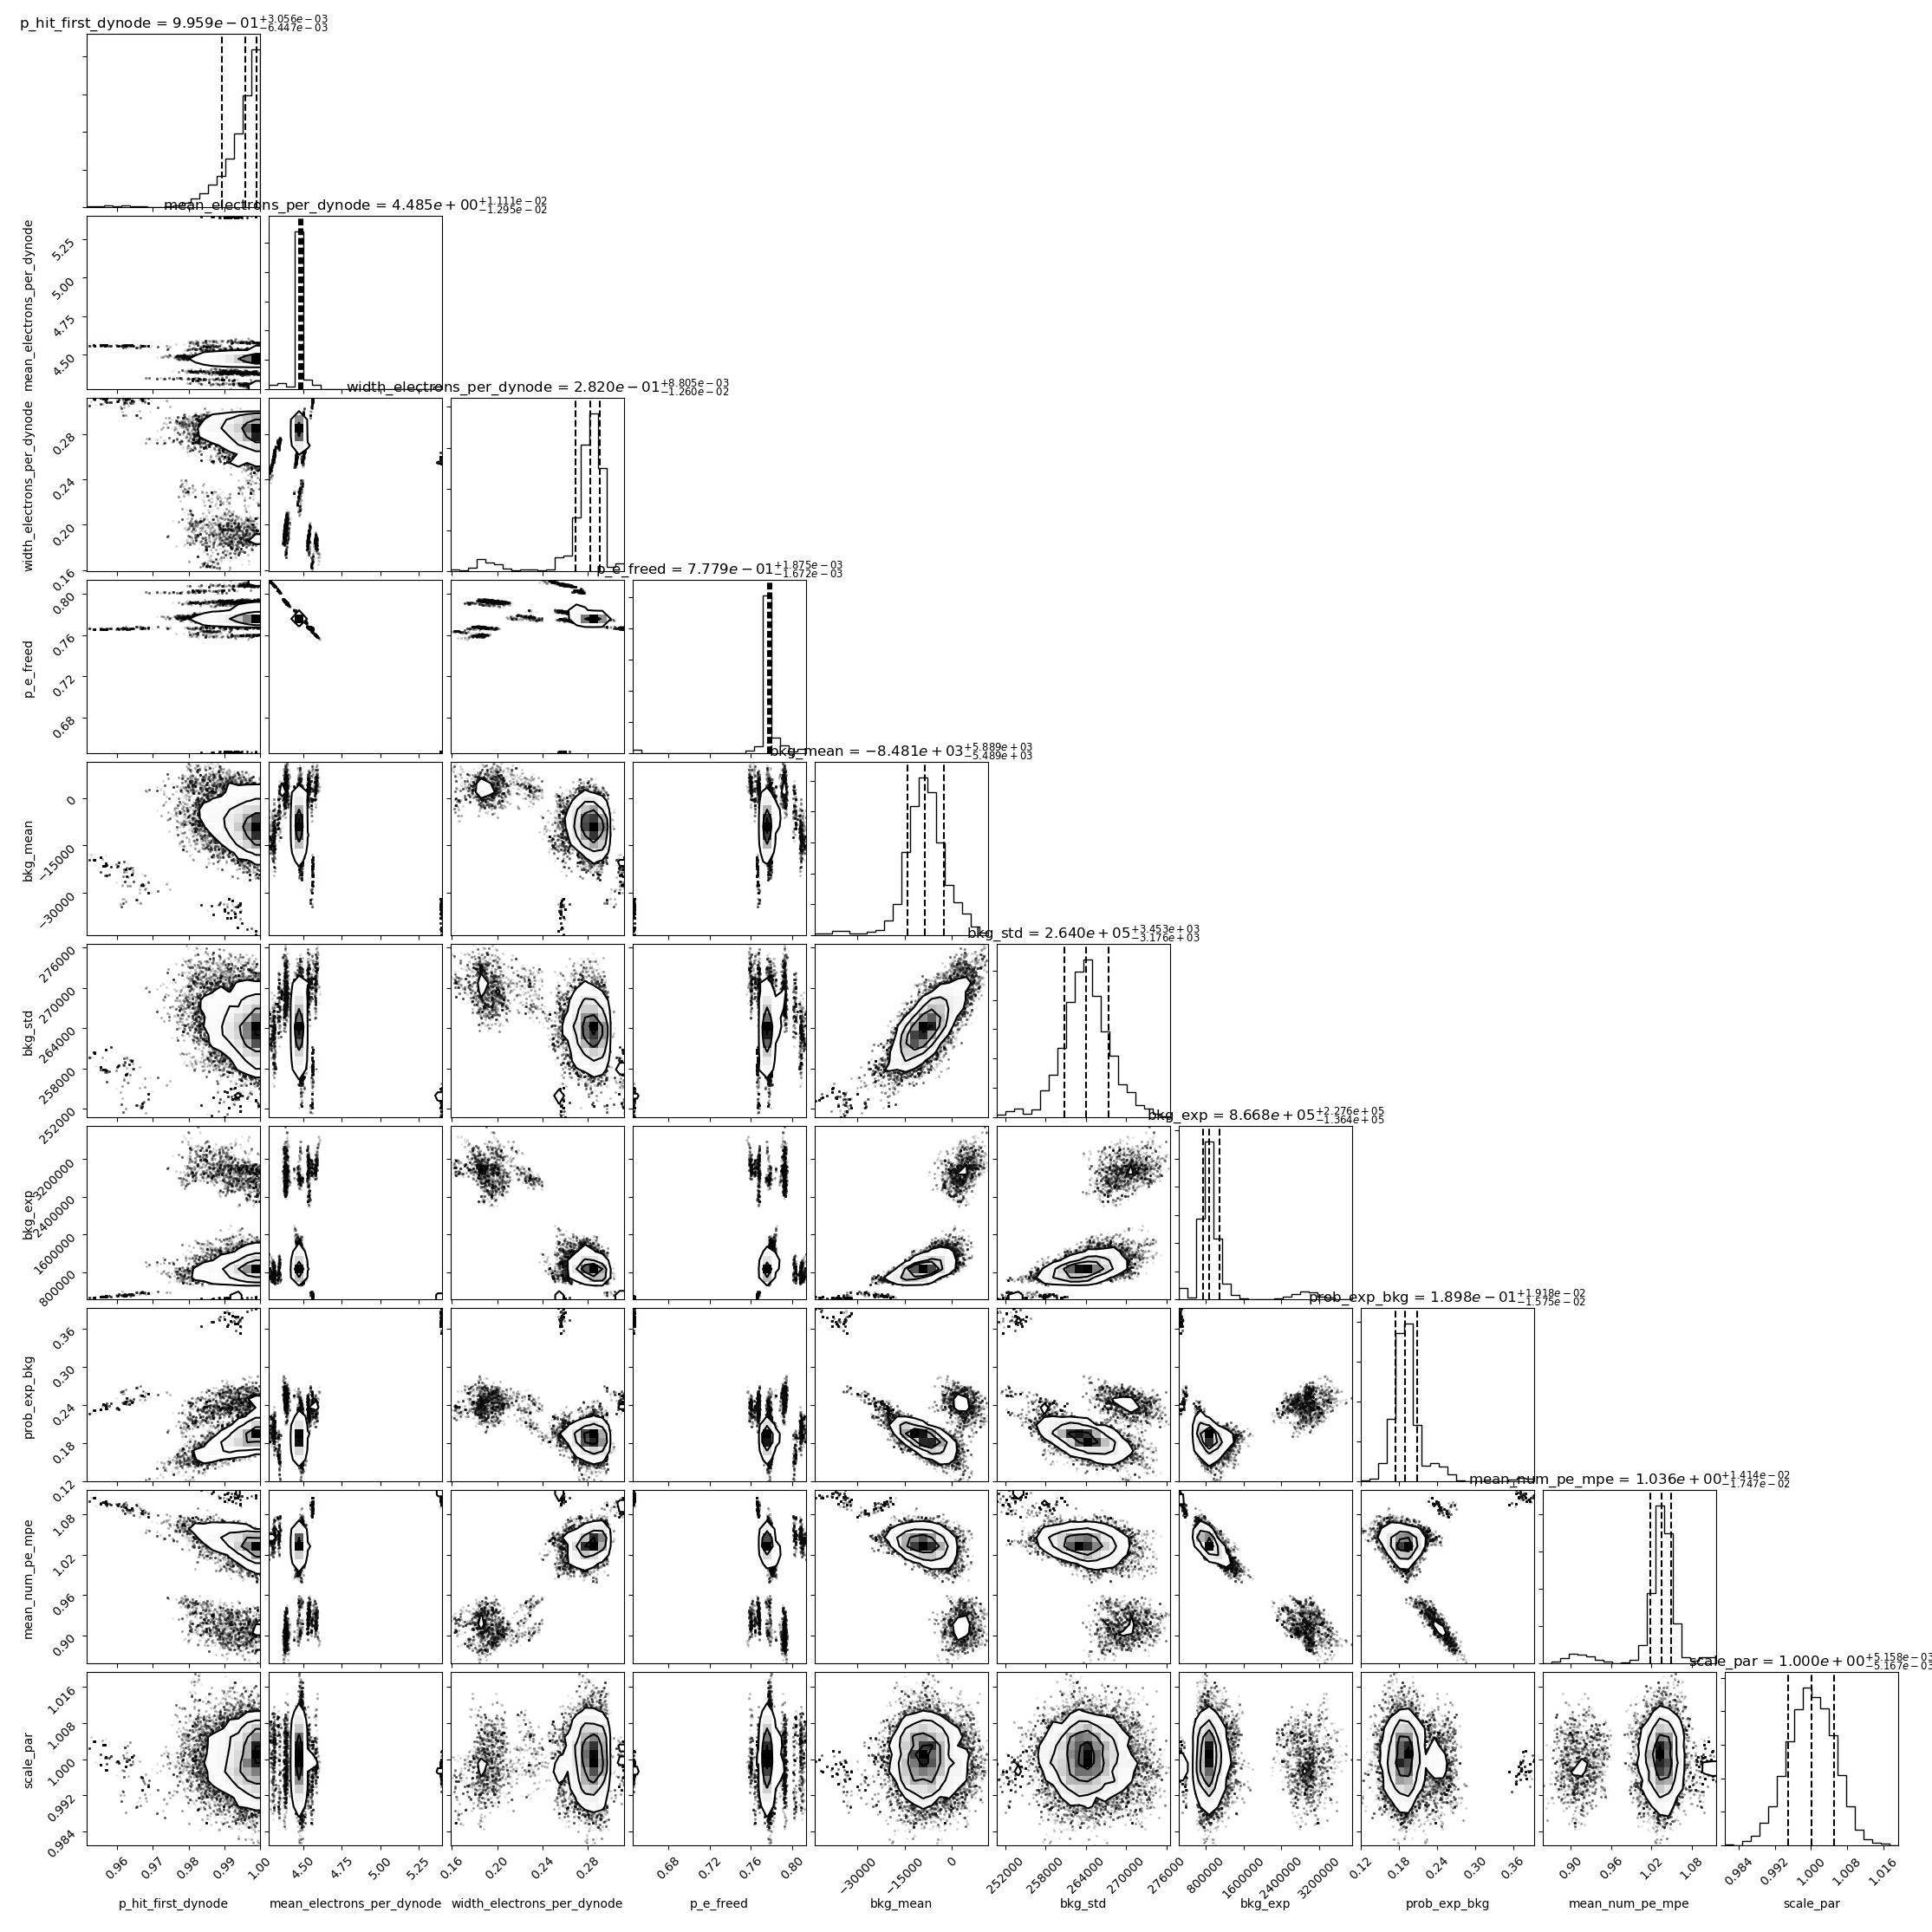 p_hit_first_dynode = 9.959e−01 +3.056e−03 −6.447e−03
mean_electrons_per_dynode = 4.485e+00 +1.111e−02 −1.295e−02
mean_electrons_per_dynode
5.25
5.00
4.75
4.50
width_electrons_per_dynode = 2.820e−01 +8.805e−03 −1.260e−02
width_electrons_per_dynode
0.28
0.24
0.20
0.16
p_e_freed = 7.779e−01 +1.875e−03 −1.672e−03
p_e_freed
0.80
0.76
0.72
0.68
bkg_mean = −8.481e+03 +5.889e+03 −5.489e+03
bkg_mean
0
−15000
−30000
bkg_std = 2.640e+05 +3.453e+03 −3.176e+03
bkg_std
276000
270000
264000
258000
252000
bkg_exp = 8.668e+05 +2.276e+05 −1.364e+05
bkg_exp
3200000
2400000
1600000
800000
prob_exp_bkg = 1.898e−01 +1.918e−02 −1.575e−02
prob_exp_bkg
0.36
0.30
0.24
0.18
0.12
mean_num_pe_mpe = 1.036e+00 +1.414e−02 −1.747e−02
mean_num_pe_mpe
1.08
1.02
0.96
0.90
scale_par = 1.000e+00 +5.158e−03 −5.167e−03
scale_par
1.016
1.008
1.000
0.992
0.984
0.96 0.97 0.98 0.99 1.00 4.50 4.75 5.00 5.25 0.16 0.20 0.24 0.28 0.68 0.72 0.76 0.80 −30000 −15000 0 252000 258000 264000 270000 276000 800000 1600000 2400000 3200000 0.12 0.18 0.24 0.30 0.36 0.90 0.96 1.02 1.08 0.984 0.992 1.000 1.008 1.016
p_hit_first_dynode mean_electrons_per_dynode width_electrons_per_dynode p_e_freed bkg_mean bkg_std bkg_exp prob_exp_bkg mean_num_pe_mpe scale_par